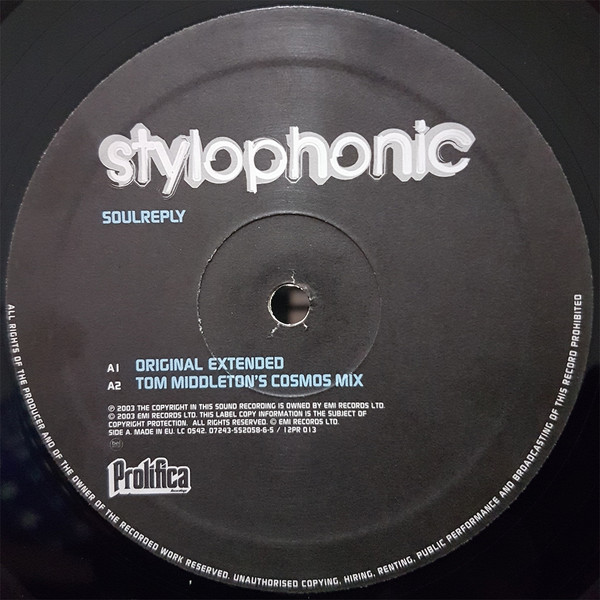 stylophonic
SOULREPLY
A1 ORIGINAL EXTENDED
A2 TOM MIDDLETON'S COSMOS MIX
℗ 2003 THE COPYRIGHT IN THIS SOUND RECORDING IS OWNED BY EMI RECORDS LTD.
© 2003 EMI RECORDS LTD. THIS LABEL COPY INFORMATION IS THE SUBJECT OF
COPYRIGHT PROTECTION. ALL RIGHTS RESERVED. © EMI RECORDS LTD.
SIDE A. MADE IN EU. LC 0542. 07243-552058-6-5 / 12PR 013
Prolifica
Recordings
ALL RIGHTS OF THE PRODUCER AND OF THE OWNER OF THE RECORDED WORK RESERVED. UNAUTHORISED COPYING, HIRING, RENTING, PUBLIC PERFORMANCE AND BROADCASTING OF THIS RECORD PROHIBITED